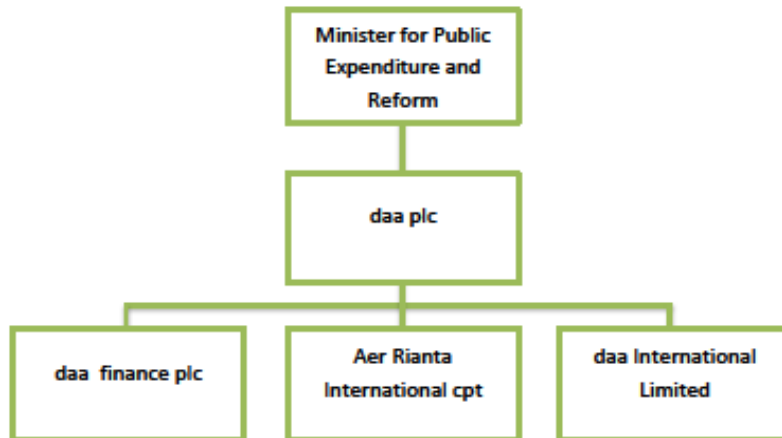 Minister for Public
Expenditure and
Reform
daa plc
daa finance plc
Aer Rianta
International cpt
daa International
Limited